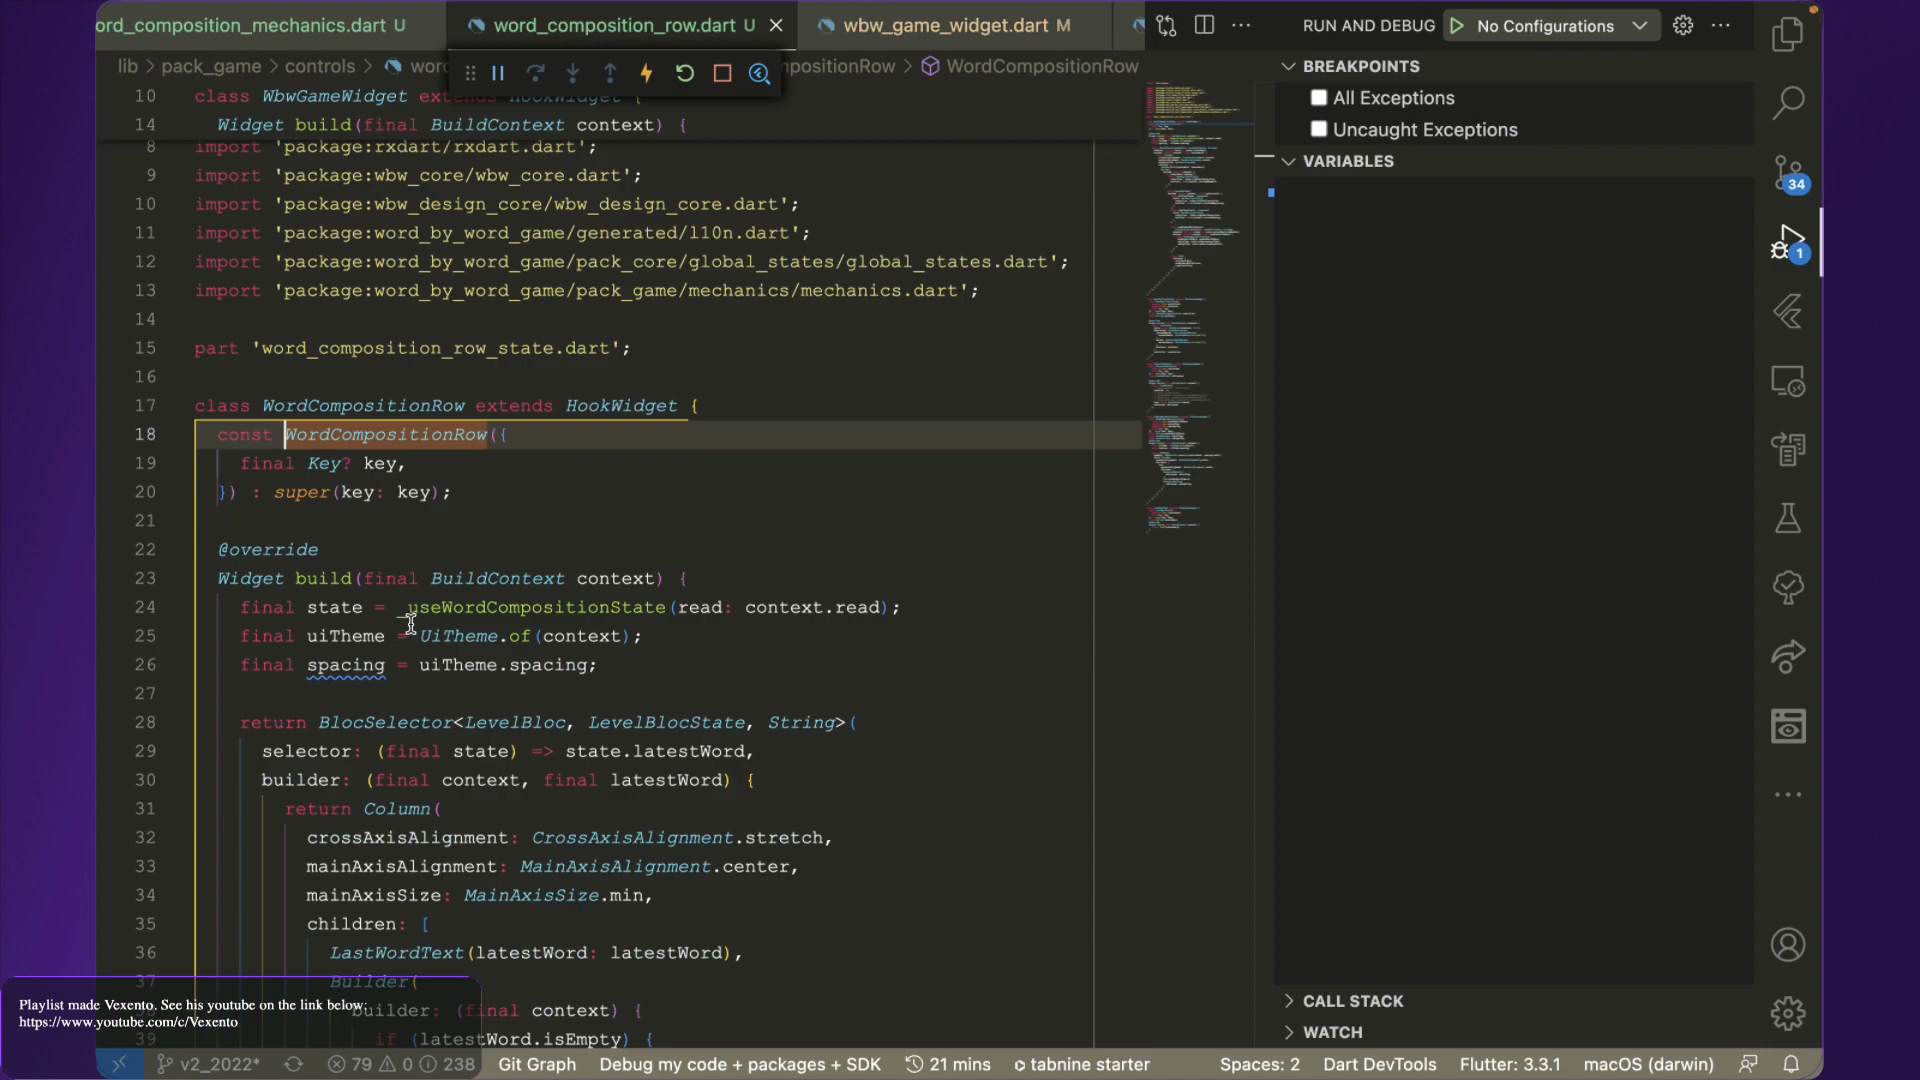 ord_composition_mechanics.dart U
word_composition_row.dart U
wbw_game_widget.dart M
RUN AND DEBUG
No Configurations
lib > pack_game > controls > word
positionRow > WordCompositionRow
10 class WbwGameWidget extends HookWidget {
14 Widget build(final BuildContext context) {
8 import 'package:rxdart/rxdart.dart';
9 import 'package:wbw_core/wbw_core.dart';
10 import 'package:wbw_design_core/wbw_design_core.dart';
11 import 'package:word_by_word_game/generated/l10n.dart';
12 import 'package:word_by_word_game/pack_core/global_states/global_states.dart';
13 import 'package:word_by_word_game/pack_game/mechanics/mechanics.dart';
14
15 part 'word_composition_row_state.dart';
16
17 class WordCompositionRow extends HookWidget {
18 const WordCompositionRow({
19 final Key? key,
20 }) : super(key: key);
21
22 @override
23 Widget build(final BuildContext context) {
24 final state = _useWordCompositionState(read: context.read);
25 final uiTheme = UiTheme.of(context);
26 final spacing = uiTheme.spacing;
27
28 return BlocSelector<LevelBloc, LevelBlocState, String>(
29 selector: (final state) => state.latestWord,
30 builder: (final context, final latestWord) {
31 return Column(
32 crossAxisAlignment: CrossAxisAlignment.stretch,
33 mainAxisAlignment: MainAxisAlignment.center,
34 mainAxisSize: MainAxisSize.min,
35 children: [
36 LastWordText(latestWord: latestWord),
37 Builder(
builder: (final context) {
39 if (latestWord.isEmpty) {
BREAKPOINTS
All Exceptions
Uncaught Exceptions
VARIABLES
CALL STACK
WATCH
34
1
Playlist made Vexento. See his youtube on the link below:
https://www.youtube.com/c/Vexento
v2_2022* 79 0 238 Git Graph Debug my code + packages + SDK 21 mins tabnine starter Spaces: 2 Dart DevTools Flutter: 3.3.1 macOS (darwin)